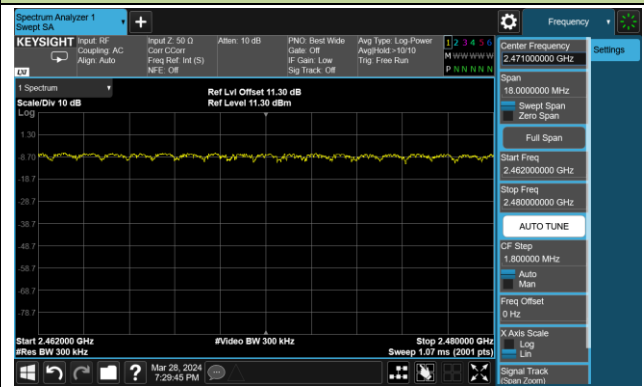 Spectrum Analyzer 1
Swept SA
Frequency
KEYSIGHT
Input: RF
Coupling: AC
Align: Auto
Input Z: 50 Ω
Corr CCorr
Freq Ref: Int (S)
NFE: Off
Atten: 10 dB
PNO: Best Wide
Gate: Off
IF Gain: Low
Sig Track: Off
Avg Type: Log-Power
Avg|Hold:>10/10
Trig: Free Run
1 2 3 4 5 6
M W W W W W
P N N N N N
LXI
1 Spectrum
Scale/Div 10 dB
Ref Lvl Offset 11.30 dB
Ref Level 11.30 dBm
Log
1.30
-8.70
-18.7
-28.7
-38.7
-48.7
-58.7
-68.7
-78.7
Start 2.462000 GHz
#Res BW 300 kHz
#Video BW 300 kHz
Stop 2.480000 GHz
Sweep 1.07 ms (2001 pts)
Mar 28, 2024
7:29:45 PM
Center Frequency
2.471000000 GHz
Settings
Span
18.0000000 MHz
Swept Span
Zero Span
Full Span
Start Freq
2.462000000 GHz
Stop Freq
2.480000000 GHz
AUTO TUNE
CF Step
1.800000 MHz
Auto
Man
Freq Offset
0 Hz
X Axis Scale
Log
Lin
Signal Track
(Span Zoom)